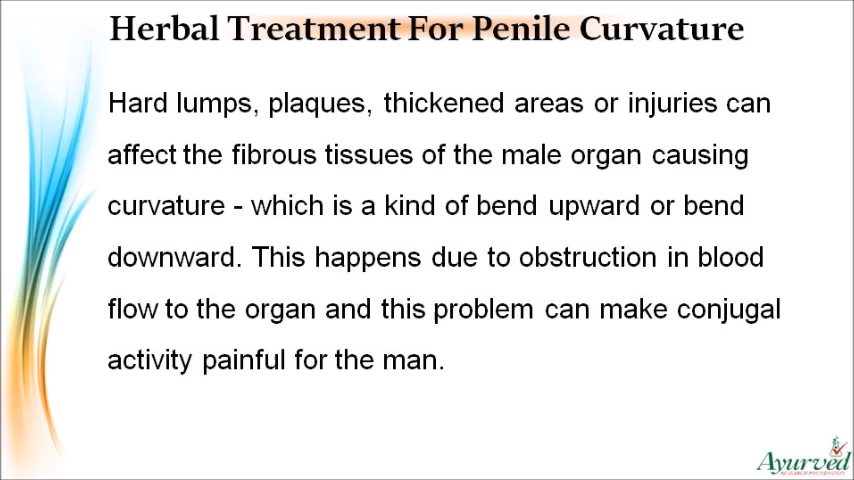 Herbal Treatment For Penile Curvature
Hard lumps, plaques, thickened areas or injuries can
affect the fibrous tissues of the male organ causing
curvature - which is a kind of bend upward or bend
downward. This happens due to obstruction in blood
flow to the organ and this problem can make conjugal
activity painful for the man.
Ayurved
RESEARCH FOUNDATION